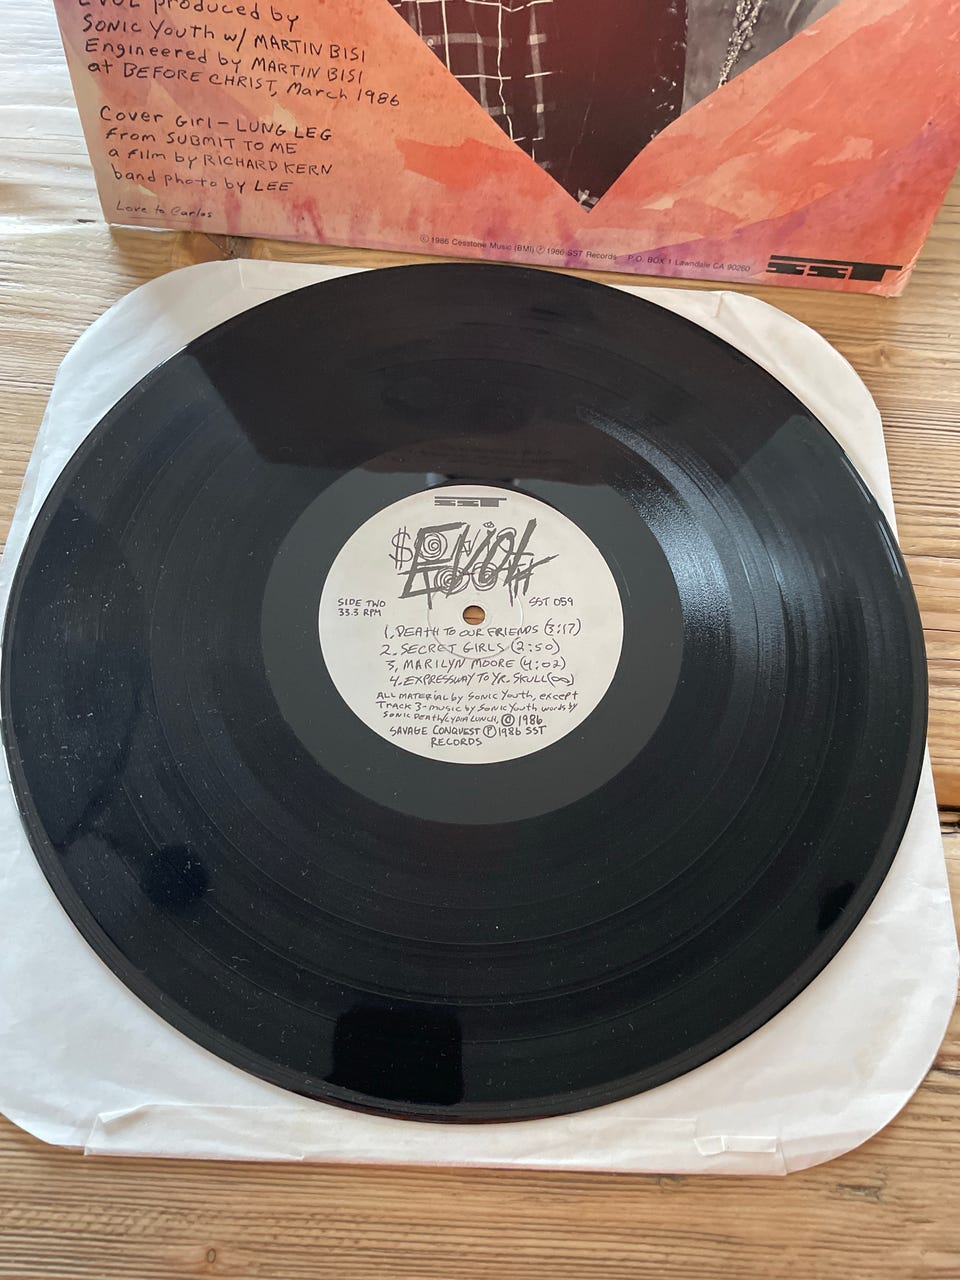 EVOL produced by
SONIC YOUTH w/ MARTIN BISI
Engineered by MARTIN BISI
at BEFORE CHRIST, March 1986
Cover Girl - LUNG LEG
from SUBMIT TO ME
a film by RICHARD KERN
band photo by LEE
Love to Carlos
© 1986 Cesstone Music (BMI) ℗ 1986 SST Records P.O. BOX 1 Lawndale CA 90260
SST
SST
EVOL
SIDE TWO
33.3 RPM
SST 059
1. DEATH TO OUR FRIENDS (3:17)
2. SECRET GIRLS (2:50)
3, MARILYN MOORE (4:02)
4. EXPRESSWAY TO YR. SKULL (∞)
ALL MATERIAL by SONIC YOUTH, except
TRACK 3 - music by SONIC YOUTH words by
SONIC DEATH/LYDIA LUNCH, © 1986
SAVAGE CONQUEST ℗ 1986 SST
RECORDS